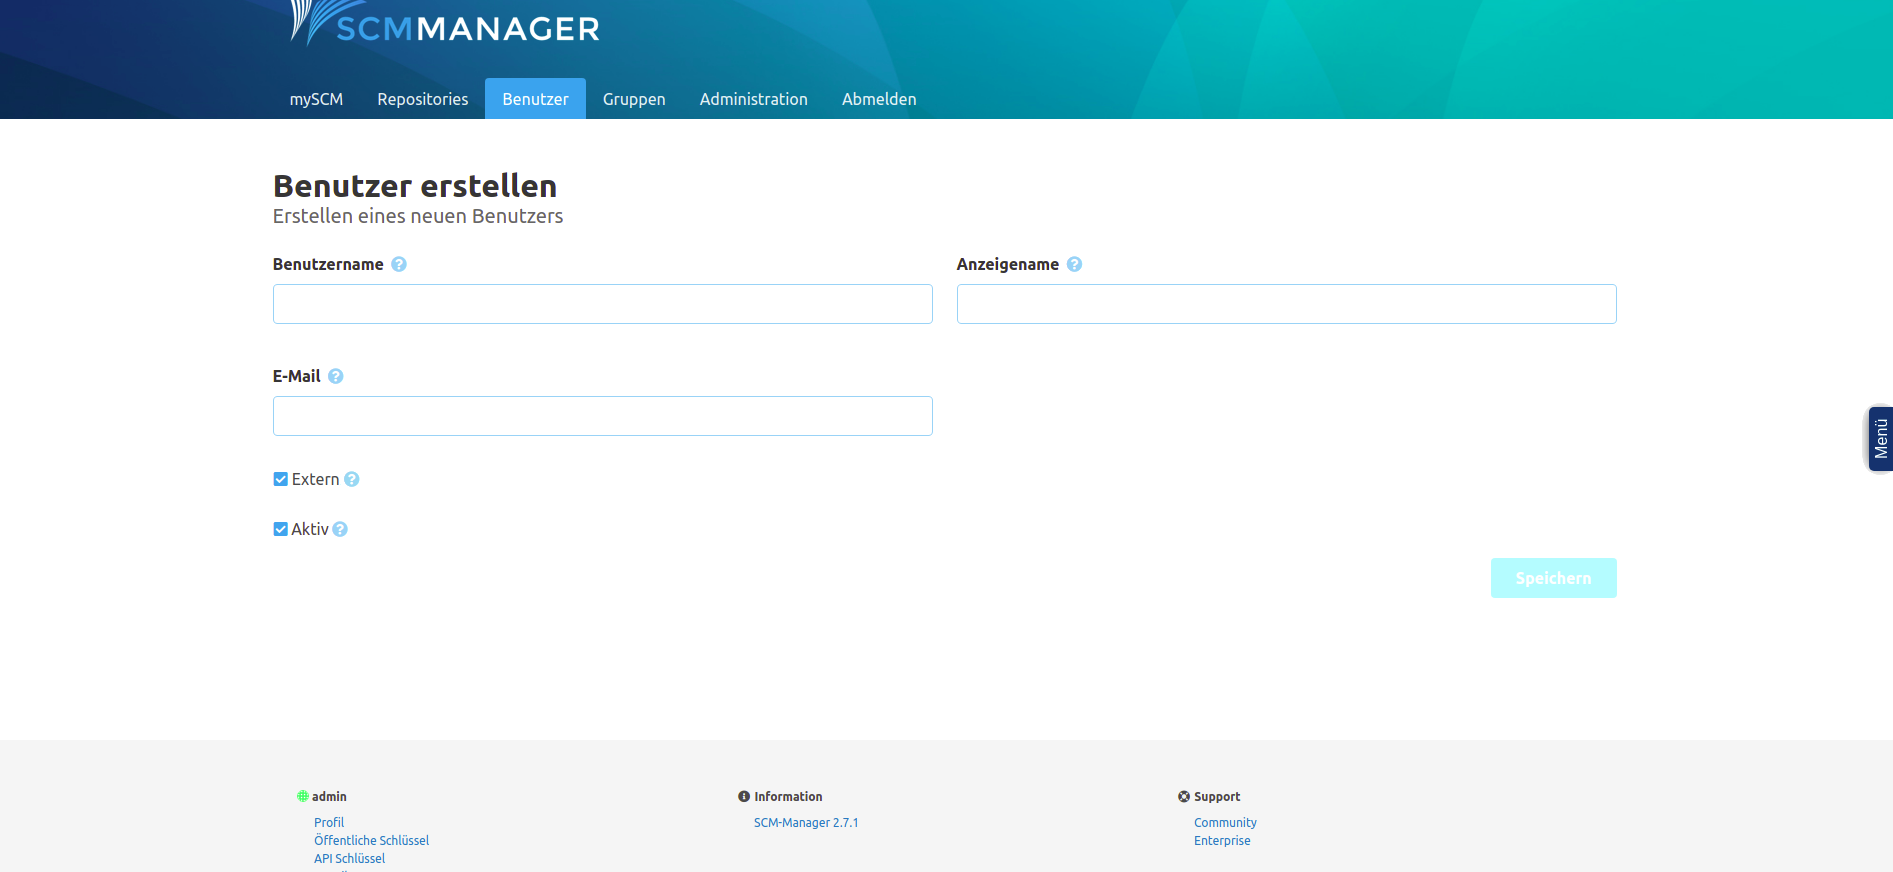 SCMMANAGER
mySCM Repositories Benutzer Gruppen Administration Abmelden
Benutzer erstellen
Erstellen eines neuen Benutzers
Benutzername
Anzeigename
E-Mail
Extern
Aktiv
Speichern
Menü
admin
Profil
Öffentliche Schlüssel
API Schlüssel
Information
SCM-Manager 2.7.1
Support
Community
Enterprise